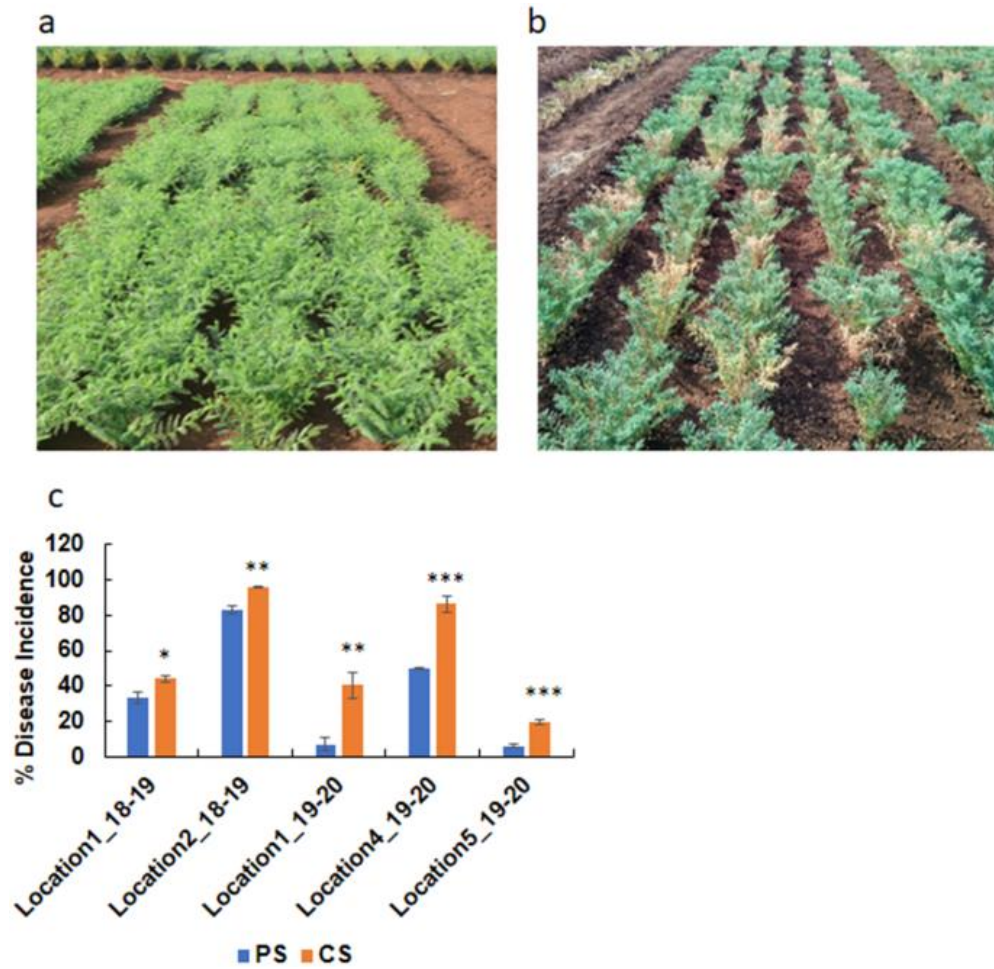 a
b
c
% Disease Incidence
120
100
80
60
40
20
0
*
**
**
***
***
Location1_18-19
Location2_18-19
Location1_19-20
Location4_19-20
Location5_19-20
PS CS